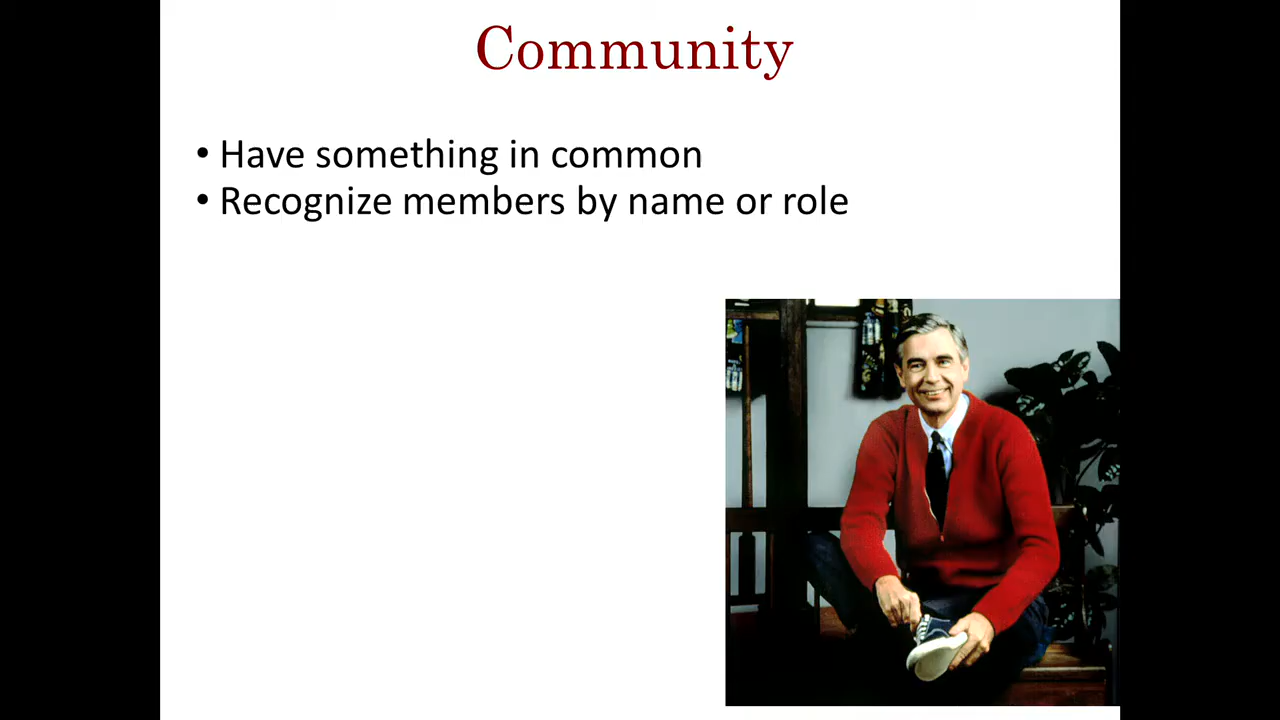 Community
• Have something in common
• Recognize members by name or role